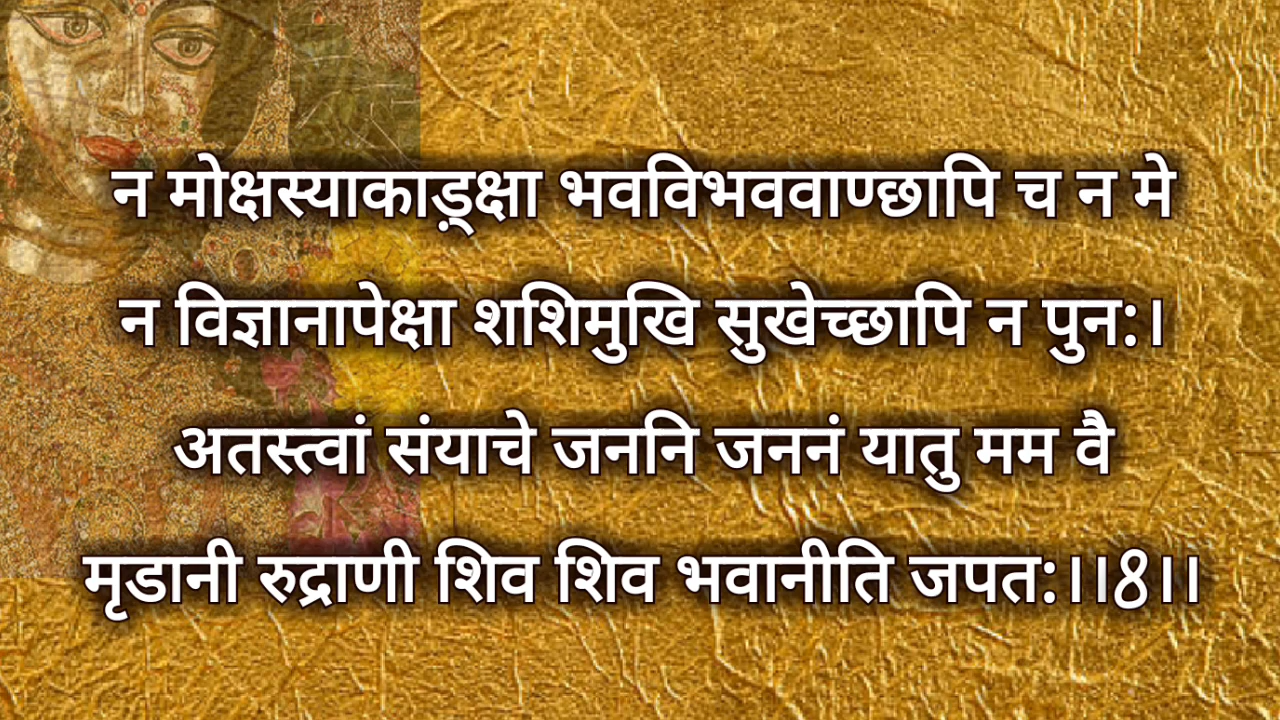 न मोक्षस्याकाड़्क्षा भवविभववाण्छापि च न मे
न विज्ञानापेक्षा शशिमुखि सुखेच्छापि न पुन:।
अतस्त्वां संयाचे जननि जननं यातु मम वै
मृडानी रुद्राणी शिव शिव भवानीति जपत:।।8।।